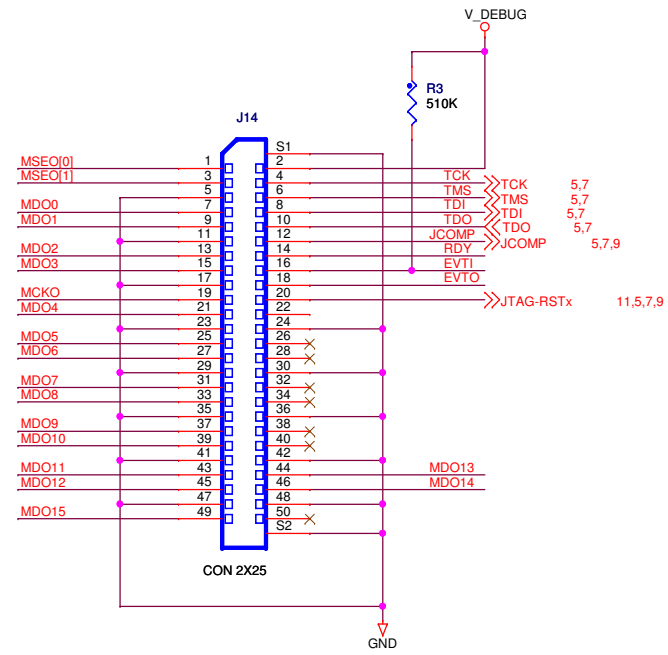 V_DEBUG
R3
510K
J14
S1
MSEO[0] 1 2
MSEO[1] 3 4 TCK TCK 5,7
5 6 TMS TMS 5,7
MDO0 7 8 TDI TDI 5,7
MDO1 9 10 TDO TDO 5,7
11 12 JCOMP JCOMP 5,7,9
MDO2 13 14 RDY
MDO3 15 16 EVTI
17 18 EVTO
MCKO 19 20 JTAG-RSTx 11,5,7,9
MDO4 21 22
23 24
MDO5 25 26
MDO6 27 28
29 30
MDO7 31 32
MDO8 33 34
35 36
MDO9 37 38
MDO10 39 40
41 42
MDO11 43 44 MDO13
MDO12 45 46 MDO14
47 48
MDO15 49 50
S2
CON 2X25
GND